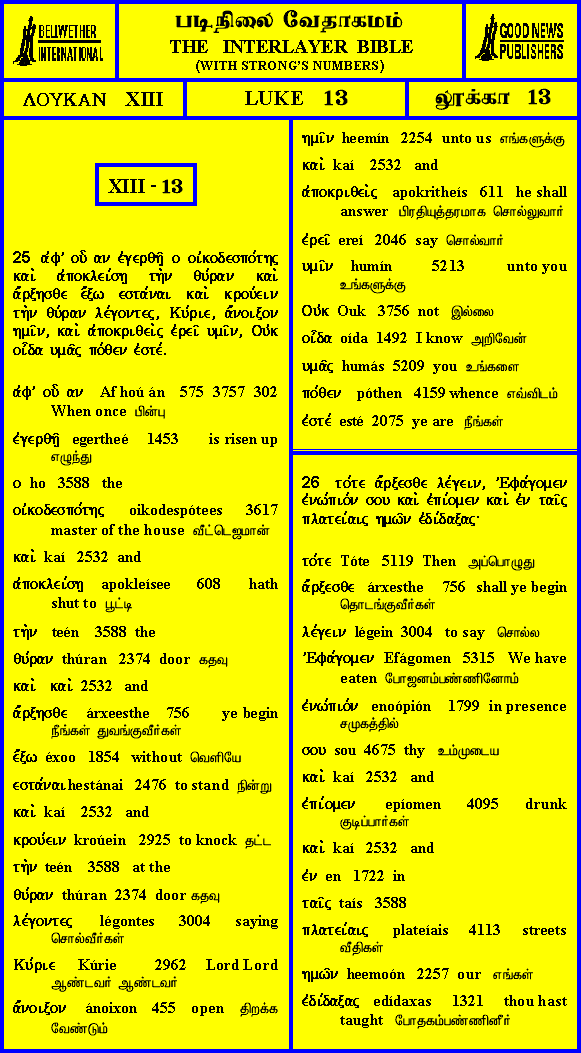 BELLWETHER
INTERNATIONAL
படிநிலை வேதாகமம்
THE INTERLAYER BIBLE
(WITH STRONG'S NUMBERS)
GOOD NEWS
PUBLISHERS
ΛΟΥΚΑΝ XIII
LUKE 13
லூக்கா 13
XIII - 13
25 ἀφ' οὗ αν ἐγερθῆ ο οἰκοδεσπότης
καὶ ἀποκλείσῃ τὴν θύραν καὶ
ἄρξησθε ἔξω εστάναι καὶ κρούειν
τὴν θύραν λέγοντες, Κύριε, ἄνοιξον
ημῖν, καὶ ἀποκριθεὶς ἐρεῖ υμῖν, Οὐκ
οἶδα υμᾶς πόθεν ἐστέ.
ἀφ' οὗ αν Af hoú án 575 3757 302
When once பின்பு
ἐγερθῆ egertheé 1453 is risen up
எழுந்து
ο ho 3588 the
οἰκοδεσπότης oikodespótees 3617
master of the house வீட்டெஜமான்
καὶ kaí 2532 and
ἀποκλείσῃ apokleísee 608 hath
shut to பூட்டி
τὴν teén 3588 the
θύραν thúran 2374 door கதவு
καὶ καὶ 2532 and
ἄρξησθε árxeesthe 756 ye begin
நீங்கள் துவங்குவீர்கள்
ἔξω éxoo 1854 without வெளியே
εστάναι hestánai 2476 to stand நின்று
καὶ kaí 2532 and
κρούειν kroúein 2925 to knock தட்ட
τὴν teén 3588 at the
θύραν thúran 2374 door கதவு
λέγοντες légontes 3004 saying
சொல்வீர்கள்
Κύριε Kúrie 2962 Lord Lord
ஆண்டவர் ஆண்டவர்
ἄνοιξον ánoixon 455 open திறக்க
வேண்டும்
ημῖν heemín 2254 unto us எங்களுக்கு
καὶ kaí 2532 and
ἀποκριθεὶς apokritheís 611 he shall
answer பிரதியுத்தரமாக சொல்லுவார்
ἐρεῖ ereí 2046 say சொல்வார்
υμῖν humín 5213 unto you
உங்களுக்கு
Οὐκ Ouk 3756 not இல்லை
οἶδα oída 1492 I know அறிவேன்
υμᾶς humás 5209 you உங்களை
πόθεν póthen 4159 whence எவ்விடம்
ἐστέ esté 2075 ye are நீங்கள்
26 τότε ἄρξεσθε λέγειν, Ἐφάγομεν
ἐνώπιόν σου καὶ ἐπίομεν καὶ ἐν ταῖς
πλατείαις ημῶν ἐδίδαξας·
τότε Tóte 5119 Then அப்பொழுது
ἄρξεσθε árxesthe 756 shall ye begin
தொடங்குவீர்கள்
λέγειν légein 3004 to say சொல்ல
Ἐφάγομεν Efágomen 5315 We have
eaten போஜனம்பண்ணினோம்
ἐνώπιόν enoópión 1799 in presence
சமுகத்தில்
σου sou 4675 thy உம்முடைய
καὶ kaí 2532 and
ἐπίομεν epíomen 4095 drunk
குடிப்பார்கள்
καὶ kaí 2532 and
ἐν en 1722 in
ταῖς taís 3588
πλατείαις plateíais 4113 streets
வீதிகள்
ημῶν heemoón 2257 our எங்கள்
ἐδίδαξας edídaxas 1321 thou hast
taught போதகம்பண்ணினீர்